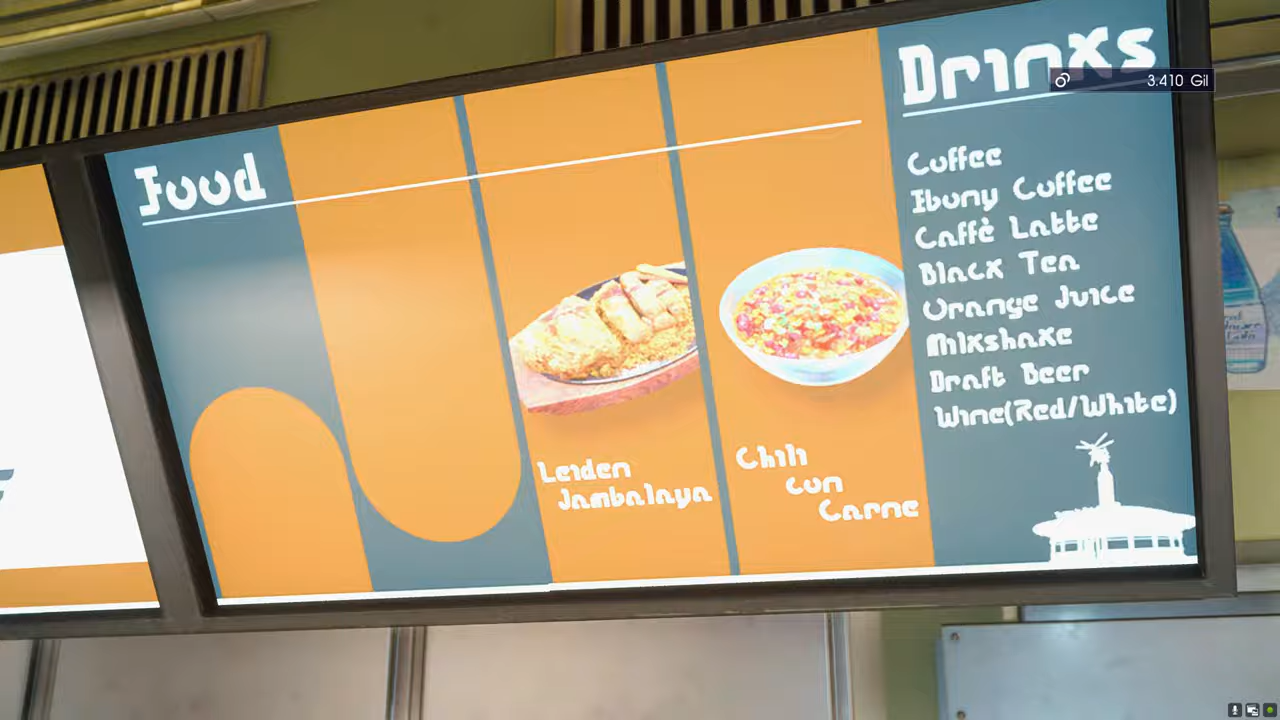 Food
Leiden
Jambalaya
Chili
con
Carne
Drinks
3,410 Gil
Coffee
Ebony Coffee
Caffè Latte
Black Tea
Orange Juice
Milkshake
Draft Beer
Wine(Red/White)